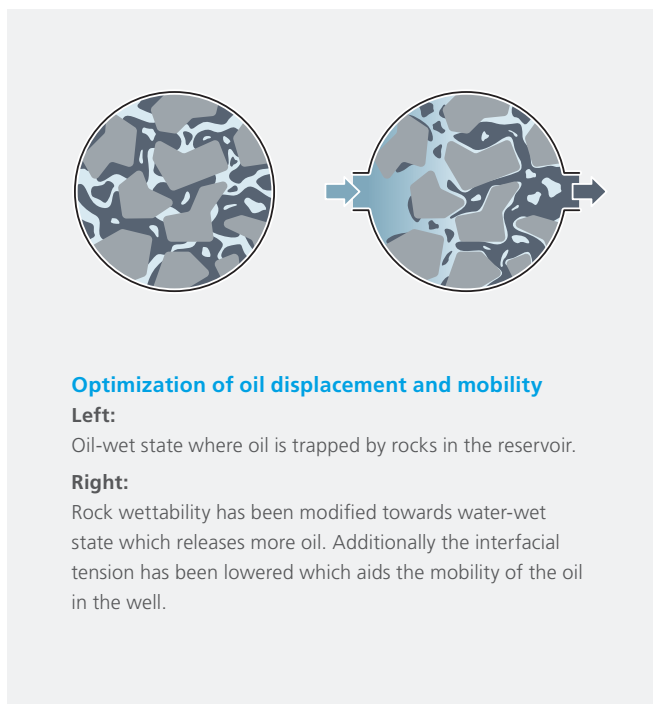 Optimization of oil displacement and mobility
Left:
Oil-wet state where oil is trapped by rocks in the reservoir.
Right:
Rock wettability has been modified towards water-wet
state which releases more oil. Additionally the interfacial
tension has been lowered which aids the mobility of the oil
in the well.